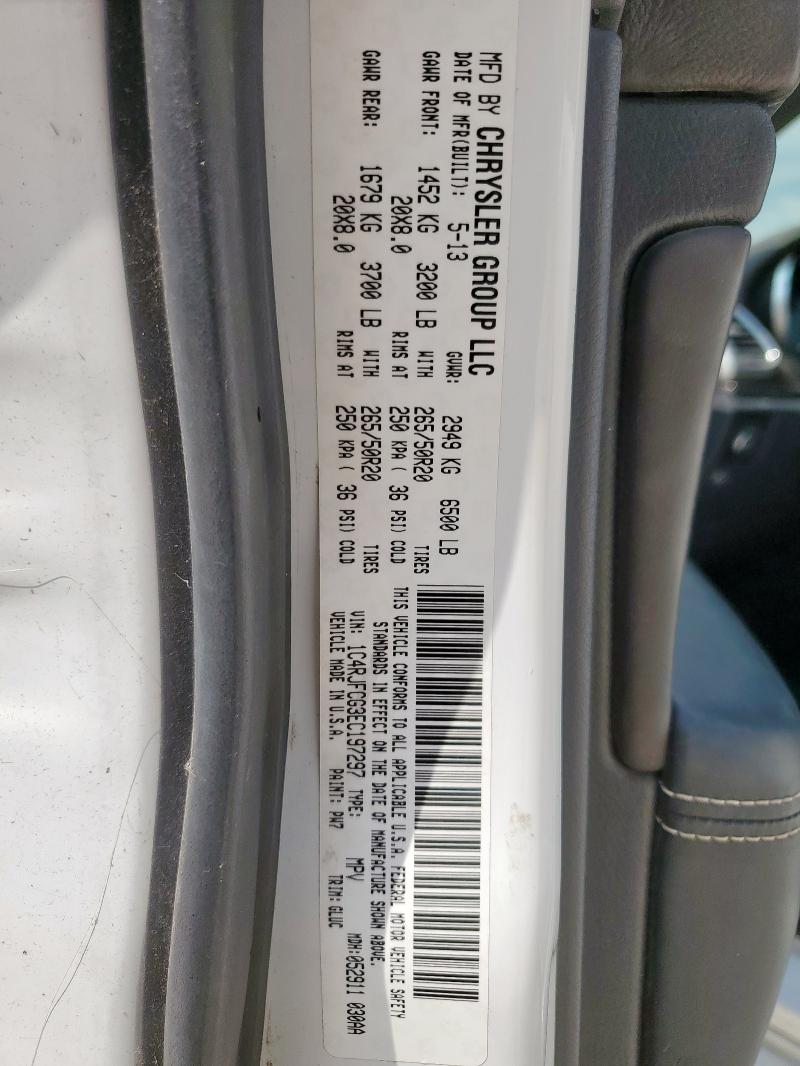 MFD BY CHRYSLER GROUP LLC
DATE OF MFR(BUILT): 5-13 GVWR: 2949 KG 6500 LB
GAWR FRONT: 1452 KG 3200 LB WITH 265/50R20 TIRES
20X8.0 RIMS AT 250 KPA ( 36 PSI) COLD
GAWR REAR: 1679 KG 3700 LB WITH 265/50R20 TIRES
20X8.0 RIMS AT 250 KPA ( 36 PSI) COLD
THIS VEHICLE CONFORMS TO ALL APPLICABLE U.S.A. FEDERAL MOTOR VEHICLE SAFETY
STANDARDS IN EFFECT ON THE DATE OF MANUFACTURE SHOWN ABOVE.
VIN: 1C4RJFCG3EC197297 TYPE: MPV MDH:052911 030AA
VEHICLE MADE IN U.S.A. PAINT: PW7 TRIM: GLUC